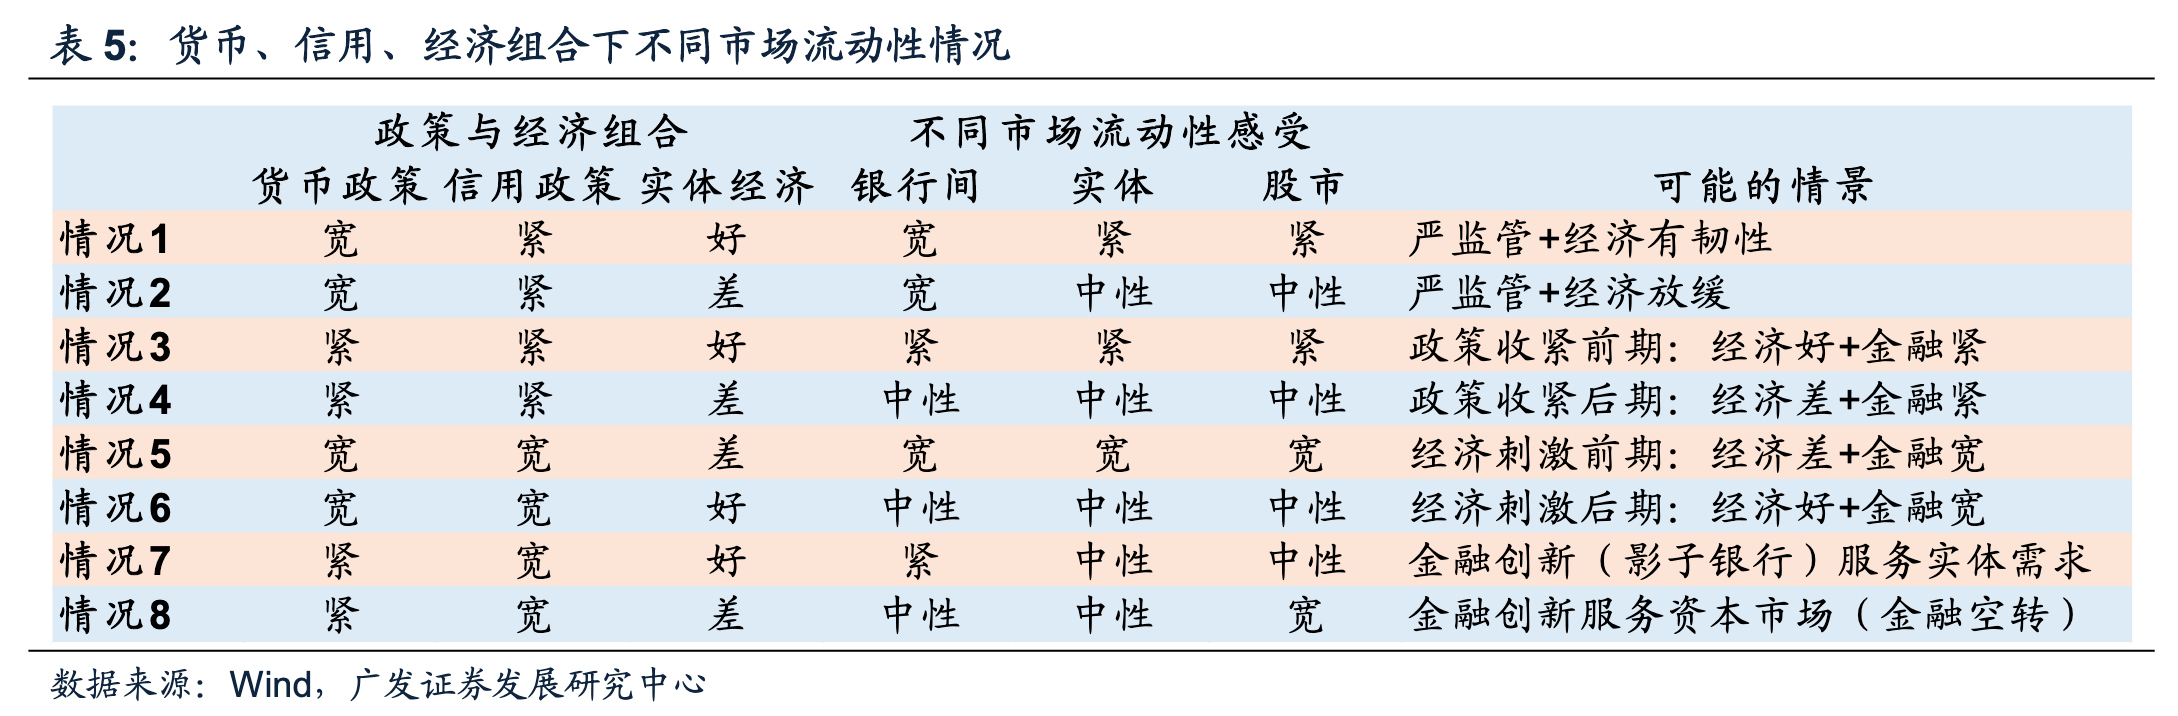 表 5：货币、信用、经济组合下不同市场流动性情况
政策与经济组合 不同市场流动性感受
货币政策 信用政策 实体经济 银行间 实体 股市 可能的情景
情况1 宽 紧 好 宽 紧 紧 严监管+经济有韧性
情况2 宽 紧 差 宽 中性 中性 严监管+经济放缓
情况3 紧 紧 好 紧 紧 紧 政策收紧前期：经济好+金融紧
情况4 紧 紧 差 中性 中性 中性 政策收紧后期：经济差+金融紧
情况5 宽 宽 差 宽 宽 宽 经济刺激前期：经济差+金融宽
情况6 宽 宽 好 中性 中性 中性 经济刺激后期：经济好+金融宽
情况7 紧 宽 好 紧 中性 中性 金融创新（影子银行）服务实体需求
情况8 紧 宽 差 中性 中性 宽 金融创新服务资本市场（金融空转）
数据来源：Wind，广发证券发展研究中心